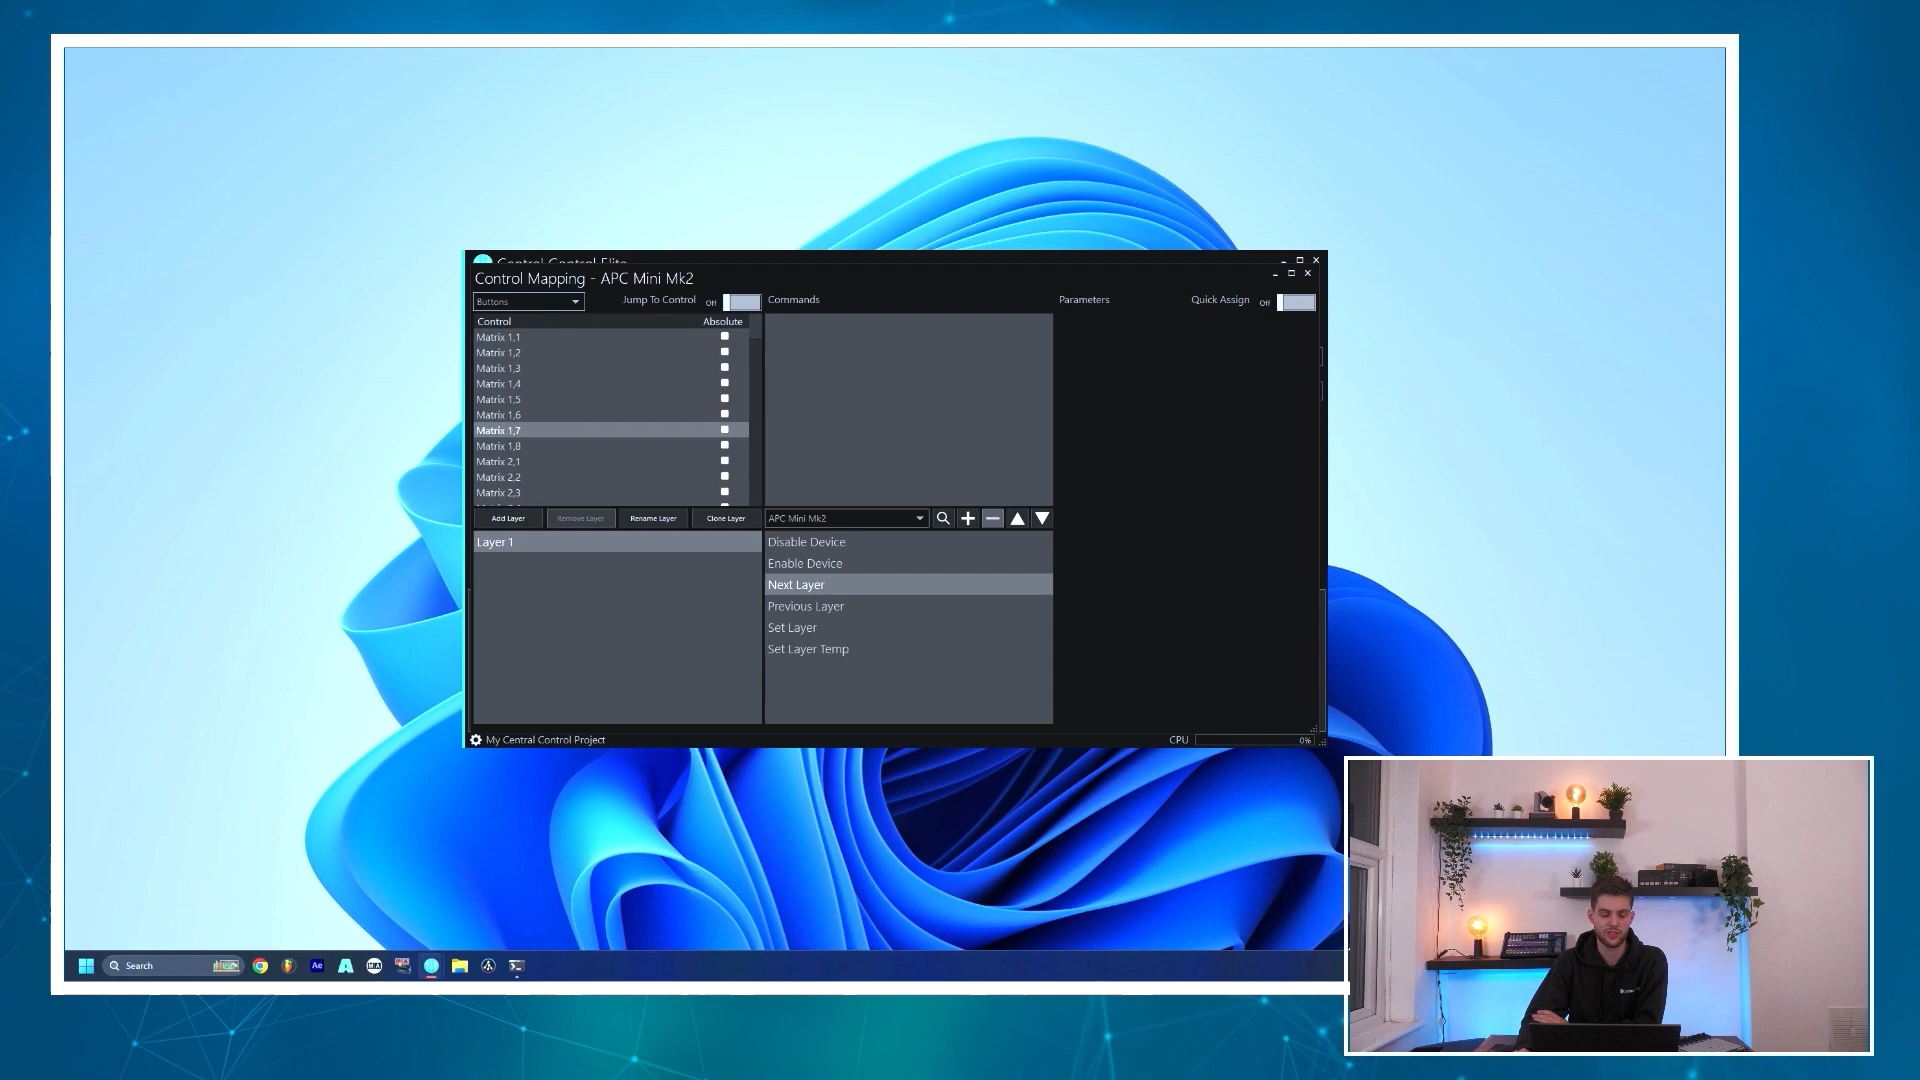 Central Control Elite
Control Mapping - APC Mini Mk2
Buttons
Jump To Control
Off
Commands
Parameters
Quick Assign
Off
Control
Absolute
Matrix 1,1
Matrix 1,2
Matrix 1,3
Matrix 1,4
Matrix 1,5
Matrix 1,6
Matrix 1,7
Matrix 1,8
Matrix 2,1
Matrix 2,2
Matrix 2,3
Add Layer
Remove Layer
Rename Layer
Clone Layer
APC Mini Mk2
Layer 1
Disable Device
Enable Device
Next Layer
Previous Layer
Set Layer
Set Layer Temp
My Central Control Project
CPU
0%
Search
Ae